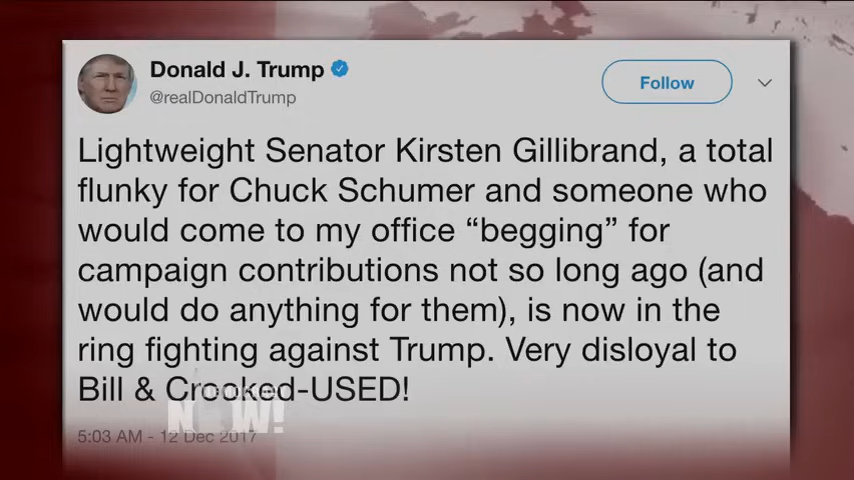 Donald J. Trump
@realDonaldTrump
Follow
Lightweight Senator Kirsten Gillibrand, a total
flunky for Chuck Schumer and someone who
would come to my office “begging” for
campaign contributions not so long ago (and
would do anything for them), is now in the
ring fighting against Trump. Very disloyal to
Bill & Crooked-USED!
DEMOCRACY
NOW!
5:03 AM - 12 Dec 2017